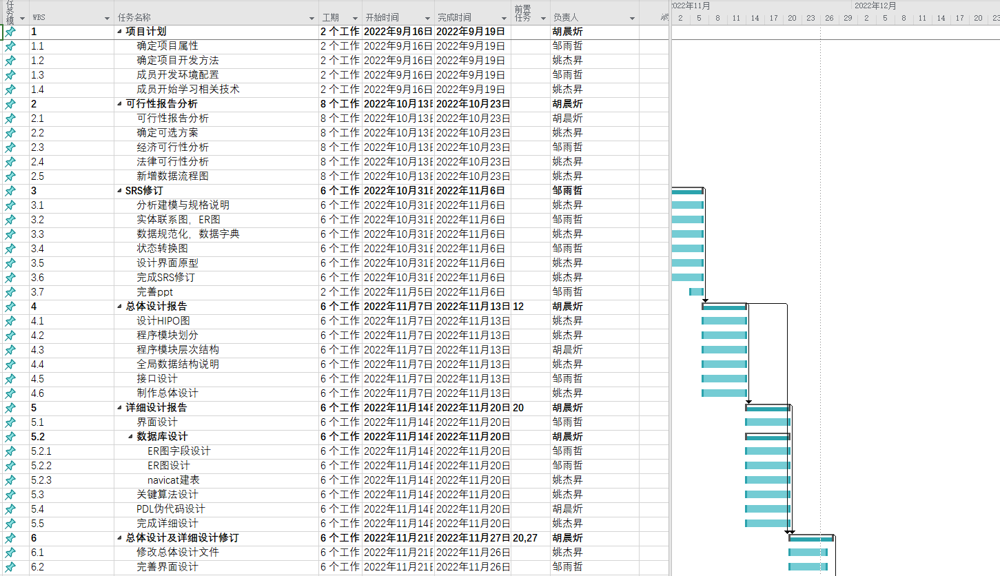 任务模 WBS 任务名称 工期 开始时间 完成时间 前置任务 负责人
2022年11月 2022年12月
2 5 8 11 14 17 20 23 26 29 2 5 8 11 14 17 20 23
1 项目计划 2 个工作 2022年9月16日 2022年9月19日 胡晨炘
1.1 确定项目属性 2 个工作 2022年9月16日 2022年9月19日 邹雨哲
1.2 确定项目开发方法 2 个工作 2022年9月16日 2022年9月19日 姚杰昇
1.3 成员开发环境配置 2 个工作 2022年9月16日 2022年9月19日 邹雨哲
1.4 成员开始学习相关技术 2 个工作 2022年9月16日 2022年9月19日 姚杰昇
2 可行性报告分析 8 个工作 2022年10月13日 2022年10月23日 胡晨炘
2.1 可行性报告分析 8 个工作 2022年10月13日 2022年10月23日 胡晨炘
2.2 确定可选方案 8 个工作 2022年10月13日 2022年10月23日 姚杰昇
2.3 经济可行性分析 8 个工作 2022年10月13日 2022年10月23日 邹雨哲
2.4 法律可行性分析 8 个工作 2022年10月13日 2022年10月23日 姚杰昇
2.5 新增数据流程图 8 个工作 2022年10月13日 2022年10月23日 姚杰昇
3 SRS修订 6 个工作 2022年10月31日 2022年11月6日 邹雨哲
3.1 分析建模与规格说明 6 个工作 2022年10月31日 2022年11月6日 姚杰昇
3.2 实体联系图，ER图 6 个工作 2022年10月31日 2022年11月6日 邹雨哲
3.3 数据规范化，数据字典 6 个工作 2022年10月31日 2022年11月6日 姚杰昇
3.4 状态转换图 6 个工作 2022年10月31日 2022年11月6日 邹雨哲
3.5 设计界面原型 6 个工作 2022年10月31日 2022年11月6日 姚杰昇
3.6 完成SRS修订 6 个工作 2022年10月31日 2022年11月6日 姚杰昇
3.7 完善ppt 2 个工作 2022年11月5日 2022年11月6日 邹雨哲
4 总体设计报告 6 个工作 2022年11月7日 2022年11月13日 12 胡晨炘
4.1 设计HIPO图 6 个工作 2022年11月7日 2022年11月13日 姚杰昇
4.2 程序模块划分 6 个工作 2022年11月7日 2022年11月13日 姚杰昇
4.3 程序模块层次结构 6 个工作 2022年11月7日 2022年11月13日 胡晨炘
4.4 全局数据结构说明 6 个工作 2022年11月7日 2022年11月13日 姚杰昇
4.5 接口设计 6 个工作 2022年11月7日 2022年11月13日 邹雨哲
4.6 制作总体设计 6 个工作 2022年11月7日 2022年11月13日 姚杰昇
5 详细设计报告 6 个工作 2022年11月14日 2022年11月20日 20 胡晨炘
5.1 界面设计 6 个工作 2022年11月14日 2022年11月20日 邹雨哲
5.2 数据库设计 6 个工作 2022年11月14日 2022年11月20日 胡晨炘
5.2.1 ER图字段设计 6 个工作 2022年11月14日 2022年11月20日 邹雨哲
5.2.2 ER图设计 6 个工作 2022年11月14日 2022年11月20日 邹雨哲
5.2.3 navicat建表 6 个工作 2022年11月14日 2022年11月20日 姚杰昇
5.3 关键算法设计 6 个工作 2022年11月14日 2022年11月20日 姚杰昇
5.4 PDL伪代码设计 6 个工作 2022年11月14日 2022年11月20日 胡晨炘
5.5 完成详细设计 6 个工作 2022年11月14日 2022年11月20日 姚杰昇
6 总体设计及详细设计修订 6 个工作 2022年11月21日 2022年11月27日 20,27 胡晨炘
6.1 修改总体设计文件 6 个工作 2022年11月21日 2022年11月26日 姚杰昇
6.2 完善界面设计 6 个工作 2022年11月21日 2022年11月26日 邹雨哲